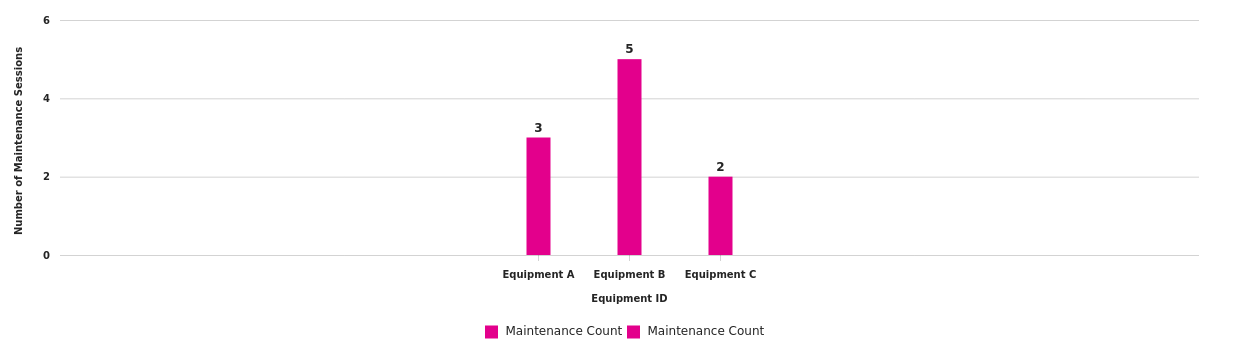 6
4
2
0
Number of Maintenance Sessions
3
5
2
Equipment A Equipment B Equipment C
Equipment ID
Maintenance Count Maintenance Count